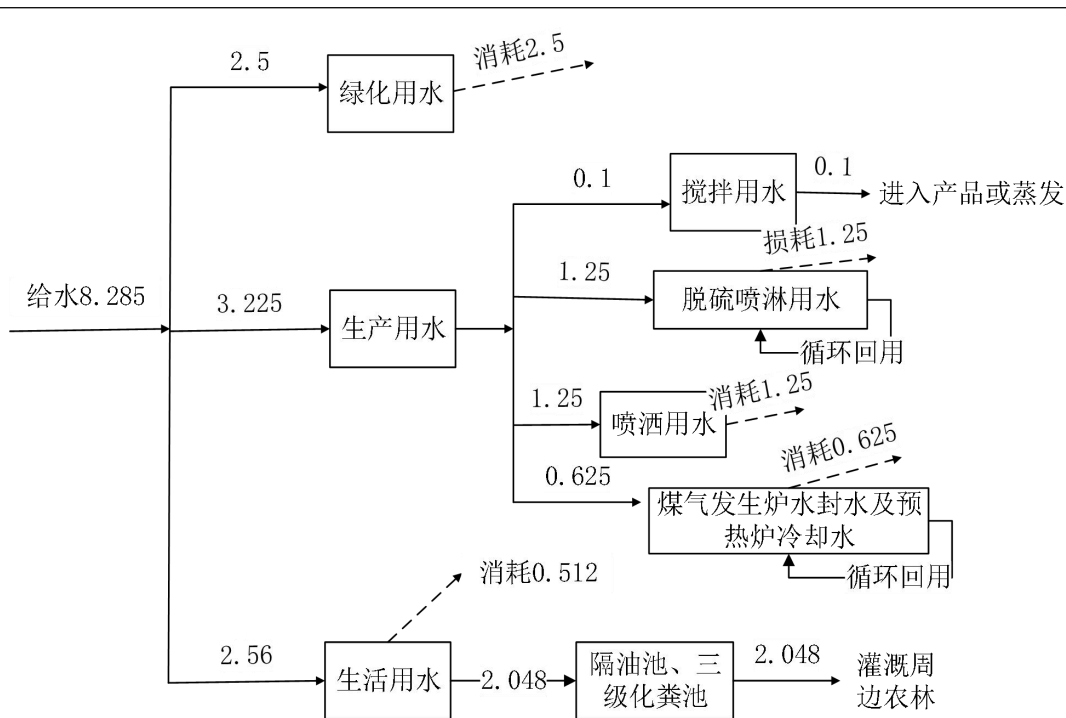 2.5
绿化用水
消耗2.5
0.1
搅拌用水
0.1
进入产品或蒸发
损耗1.25
给水8.285
3.225
生产用水
1.25
脱硫喷淋用水
循环回用
1.25
喷洒用水
消耗1.25
0.625
消耗0.625
煤气发生炉水封水及预
热炉冷却水
循环回用
消耗0.512
2.56
生活用水
2.048
隔油池、三
级化粪池
2.048
灌溉周
边农林